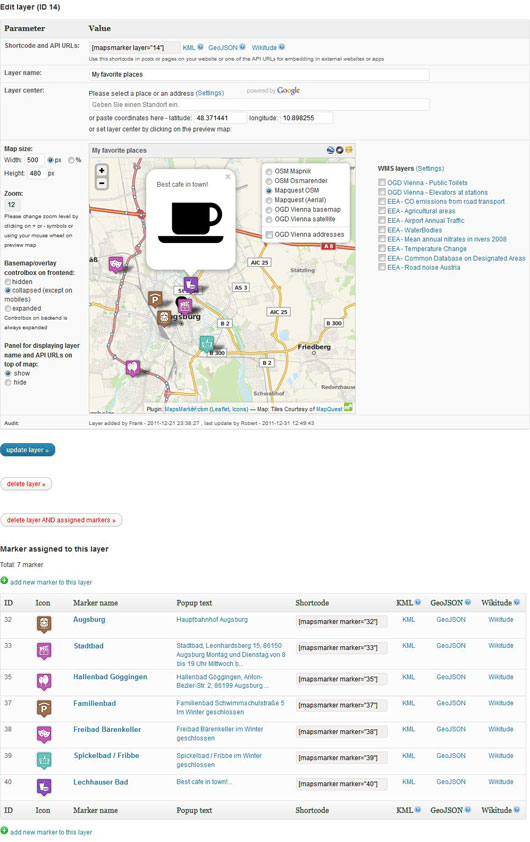 Edit layer (ID 14)
Parameter Value
Shortcode and API URLs: [mapsmarker layer="14"] KML GeoJSON Wikitude
Use this shortcode in posts or pages on your website or one of the API URLs for embedding in external websites or apps
Layer name: My favorite places
Layer center: Please select a place or an address (Settings) powered by Google
Geben Sie einen Standort ein.
or paste coordinates here - latitude: 48.371441 longitude: 10.898255
or set layer center by clicking on the preview map:
Map size:
Width: 500 px %
Height: 480 px
Zoom:
12
Please change zoom level by
clicking on + or - symbols or
using your mouse wheel on
preview map
Basemap/overlay
controlbox on frontend:
hidden
collapsed (except on
mobiles)
expanded
Controlbox on backend is
always expanded
Panel for displaying layer
name and API URLs on
top of map:
show
hide
My favorite places
+
-
Best cafe in town!
OSM Mapnik
OSM Osmarender
Mapquest OSM
Mapquest (Aerial)
OGD Vienna basemap
OGD Vienna satellite
OGD Vienna addresses
A 8
Stätzling
AIC 25
AS 3
AIC 25
B 2
B 300
B 300
Friedberg
B 2
Rederzhausen
Plugin: MapsMarker.com (Leaflet, Icons) — Map: Tiles Courtesy of MapQuest
WMS layers (Settings)
OGD Vienna - Public Toilets
OGD Vienna - Elevators at stations
EEA - CO emissions from road transport
EEA - Agricultural areas
EEA - Airport Annual Traffic
EEA - WaterBodies
EEA - Mean annual nitrates in rivers 2008
EEA - Temperature Change
EEA - Common Database on Designated Areas
EEA - Road noise Austria
Audit: Layer added by Frank - 2011-12-21 23:38:27 , last update by Robert - 2011-12-31 12:49:43
update layer »
delete layer »
delete layer AND assigned markers »
Marker assigned to this layer
Total: 7 marker
add new marker to this layer
ID Icon Marker name Popup text Shortcode KML GeoJSON Wikitude
32 Augsburg Hauptbahnhof Augsburg [mapsmarker marker="32"] KML GeoJSON Wikitude
33 Stadtbad Stadtbad, Leonhardsberg 15, 86150 [mapsmarker marker="33"] KML GeoJSON Wikitude
Augsburg Montag und Dienstag von 8
bis 19 Uhr Mittwoch b...
35 Hallenbad Göggingen Hallenbad Göggingen, Anton- [mapsmarker marker="35"] KML GeoJSON Wikitude
Bezler-Str. 2, 86199 Augsburg...
37 Familienbad Familienbad Schwimmschulstraße 5 [mapsmarker marker="37"] KML GeoJSON Wikitude
Im Winter geschlossen
38 Freibad Bärenkeller Freibad Bärenkeller im Winter [mapsmarker marker="38"] KML GeoJSON Wikitude
geschlossen
39 Spickelbad / Fribbe Spickelbad / Fribbe im Winter [mapsmarker marker="39"] KML GeoJSON Wikitude
geschlossen
40 Lechhauser Bad Best cafe in town!... [mapsmarker marker="40"] KML GeoJSON Wikitude
ID Icon Marker name Popup text Shortcode KML GeoJSON Wikitude
add new marker to this layer